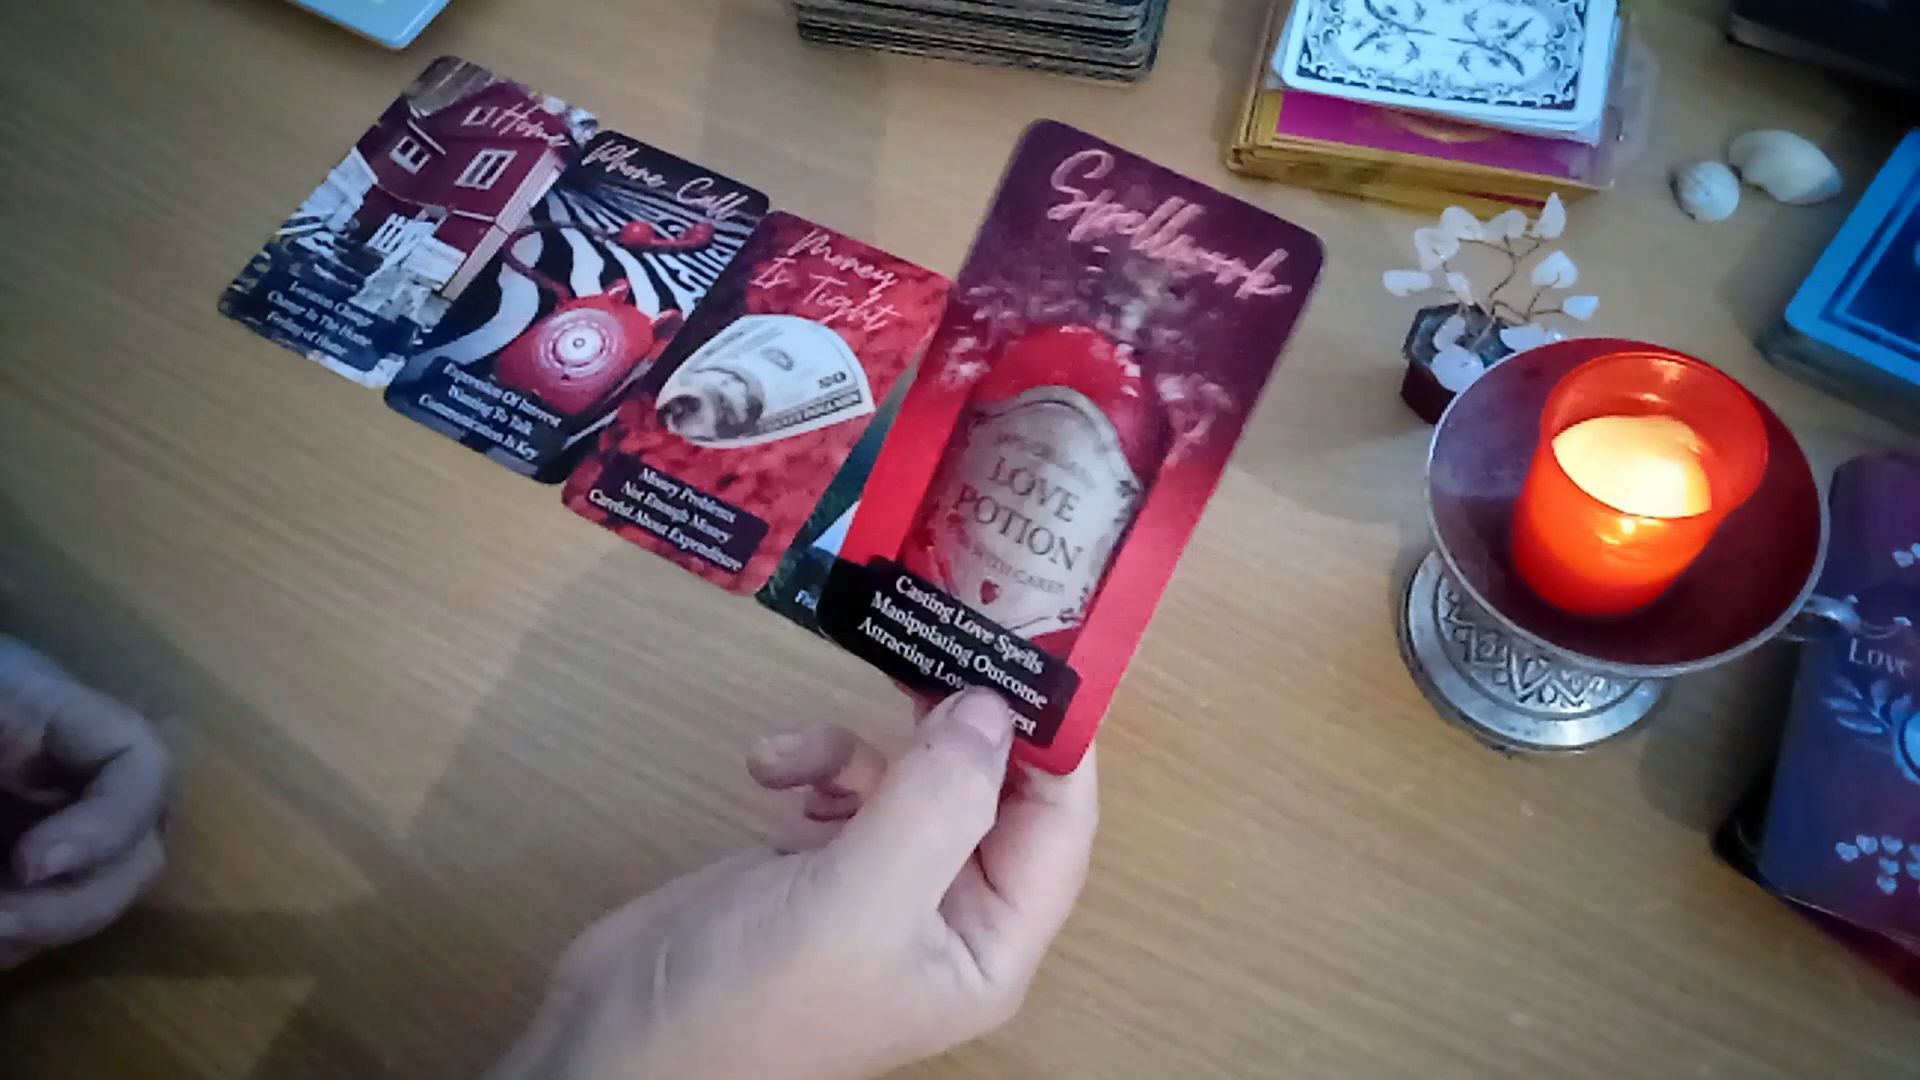 Home
Location Change
Change In The Home
Feeling of Home
Phone Call
Expression Of Interest
Wanting To Talk
Communication Is Key
Money
Is Tight
Money Problems
Not Enough Money
Careful About Expenditure
Spellwork
LOVE
POTION
Casting Love Spells
Manipulating Outcome
Attracting
Love